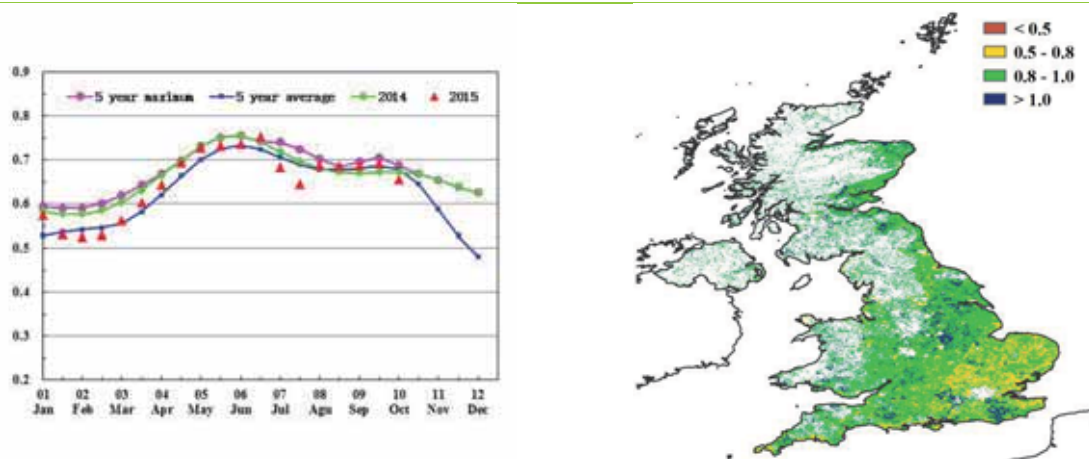 0.9
0.8
0.7
0.6
0.5
0.4
0.3
0.2
5 year maximum 5 year average 2014 2015
01 02 03 04 05 06 07 08 09 10 11 12
Jan Feb Mar Apr May Jun Jul Agu Sep Oct Nov Dec
< 0.5
0.5 - 0.8
0.8 - 1.0
> 1.0